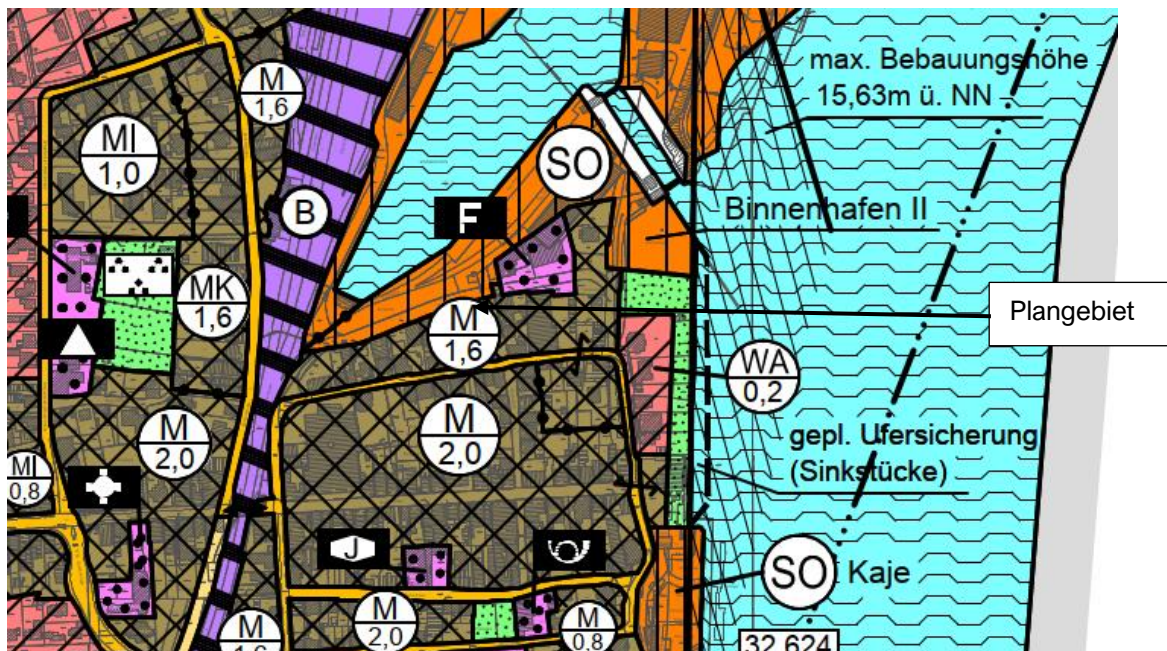 max. Bebauungshöhe
15,63m ü. NN
M
1,6
MI
1,0
SO
B
F
Binnenhafen II
MK
1,6
Plangebiet
M
1,6
WA
0,2
M
2,0
M
2,0
gepl. Ufersicherung
(Sinkstücke)
MI
0,8
J
SO Kaje
M
2,0
M
0,8
M
1,6
32 624